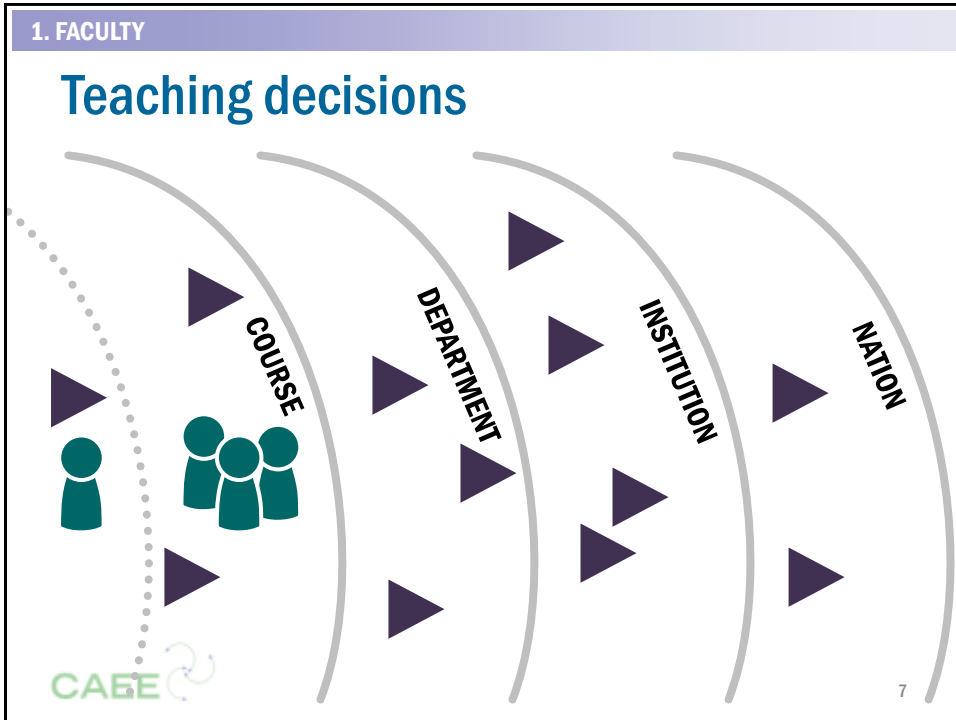 1. FACULTY
Teaching decisions
COURSE
DEPARTMENT
INSTITUTION
NATION
CAEE
7